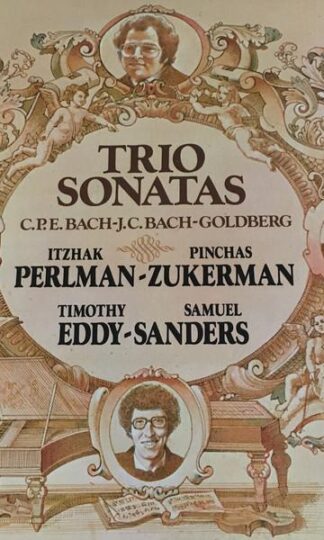 TRIO
SONATAS
C.P.E. BACH-J.C. BACH-GOLDBERG
ITZHAK PINCHAS
PERLMAN-ZUKERMAN
TIMOTHY SAMUEL
EDDY-SANDERS